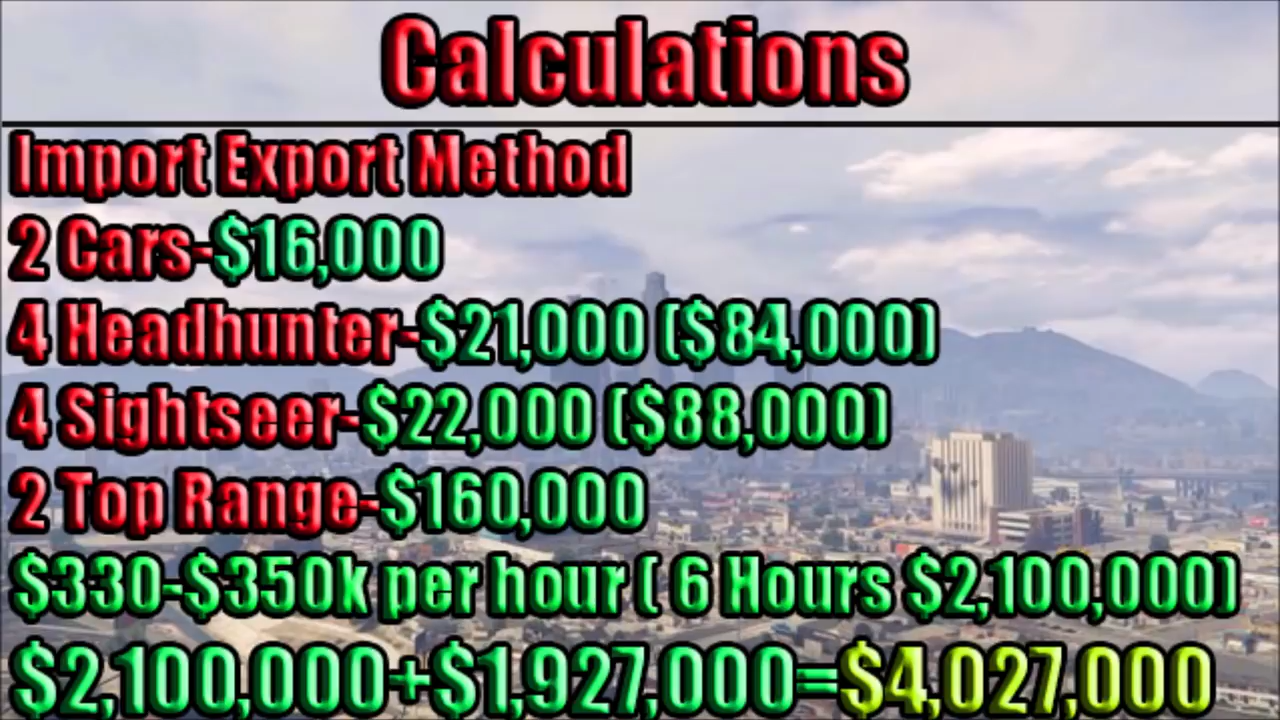 Calculations
Import Export Method
2 Cars-$16,000
4 Headhunter-$21,000 ($84,000)
4 Sightseer-$22,000 ($88,000)
2 Top Range-$160,000
$330-$350k per hour ( 6 Hours $2,100,000)
$2,100,000+$1,927,000=$4,027,000